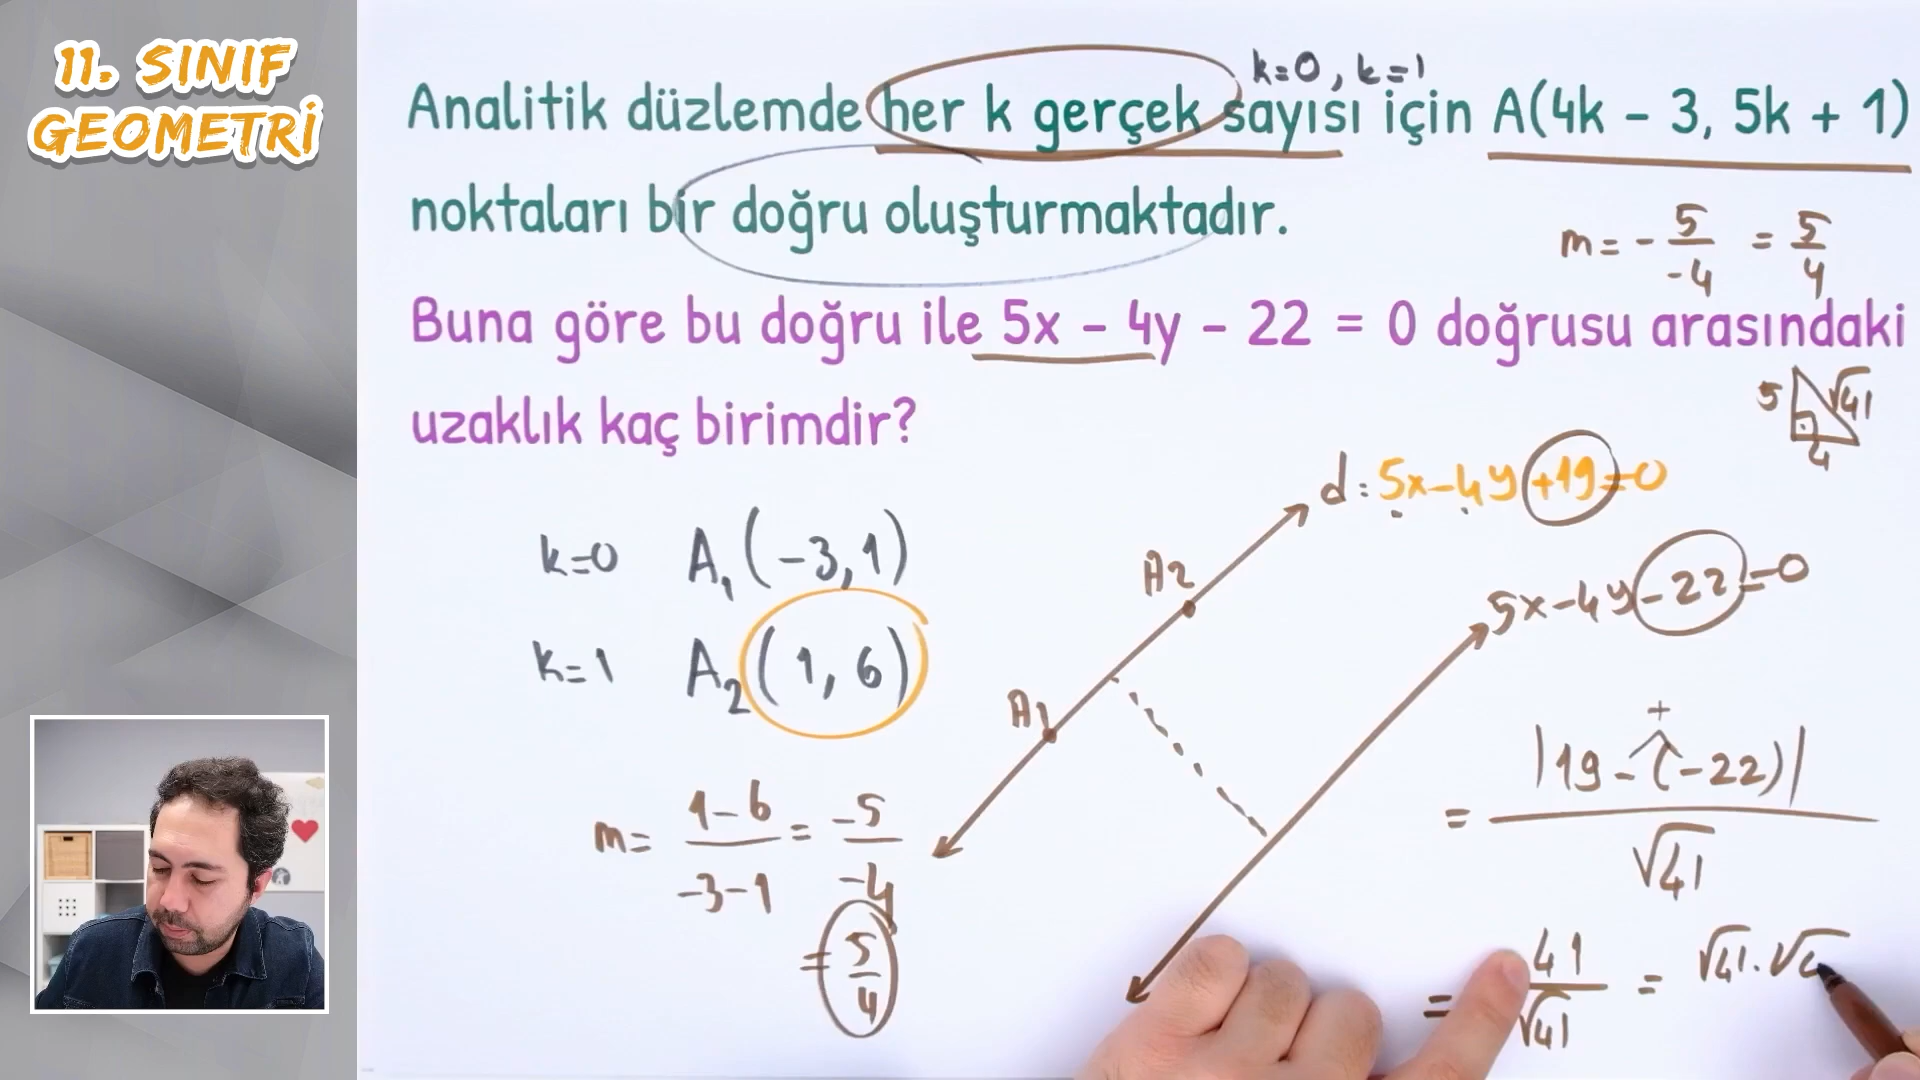 11. SINIF
GEOMETRİ
k=0, k=1
Analitik düzlemde her k gerçek sayısı için A(4k - 3, 5k + 1)
noktaları bir doğru oluşturmaktadır.
m = - 5/-4 = 5/4
Buna göre bu doğru ile 5x - 4y - 22 = 0 doğrusu arasındaki
uzaklık kaç birimdir?
5 √41
4
d: 5x-4y+19=0
k=0 A₁(-3,1)
A2
5x-4y-22=0
k=1 A₂(1,6)
A1
+
= |19-(-22)| / √41
m= 1-6/-3-1 = -5/-4
= 5/4
= 41/√41 = √41.√4